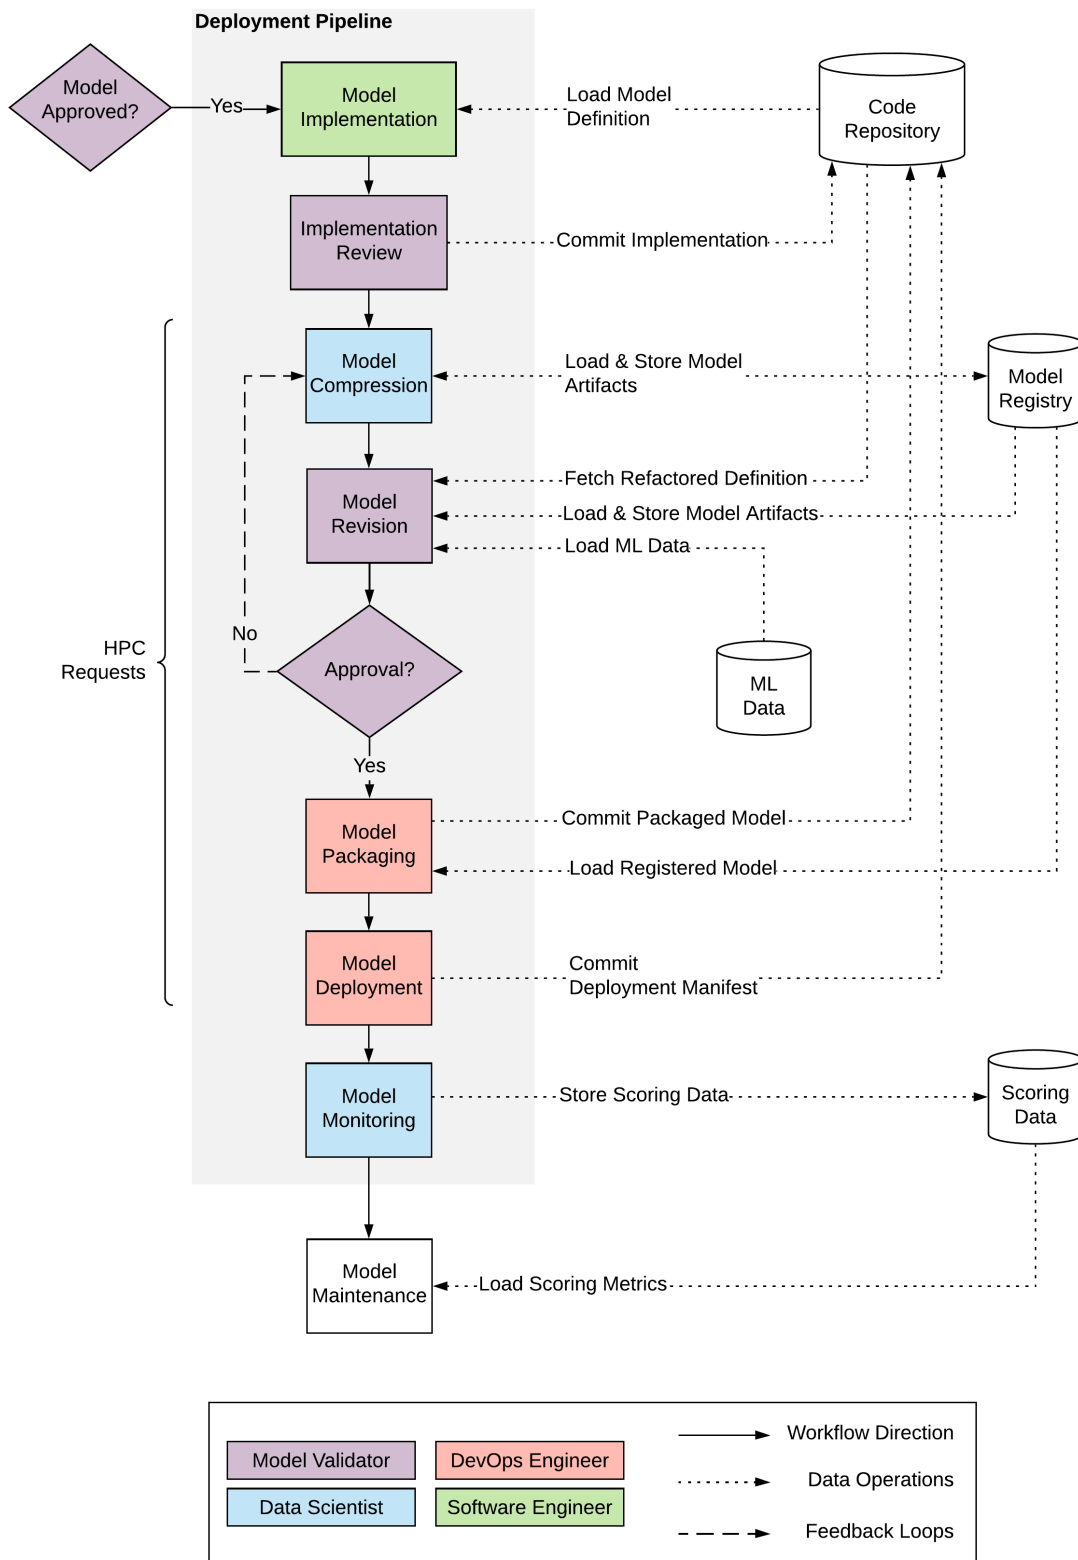 Deployment Pipeline
Model
Approved?
Yes
Model
Implementation
Load Model
Definition
Code
Repository
Implementation
Review
Commit Implementation
Model
Compression
Load & Store Model
Artifacts
Model
Registry
Model
Revision
Fetch Refactored Definition
Load & Store Model Artifacts
Load ML Data
No
HPC
Requests
Approval?
ML
Data
Yes
Model
Packaging
Commit Packaged Model
Load Registered Model
Model
Deployment
Commit
Deployment Manifest
Model
Monitoring
Store Scoring Data
Scoring
Data
Model
Maintenance
Load Scoring Metrics
Model Validator
DevOps Engineer
Workflow Direction
Data Scientist
Software Engineer
Data Operations
Feedback Loops